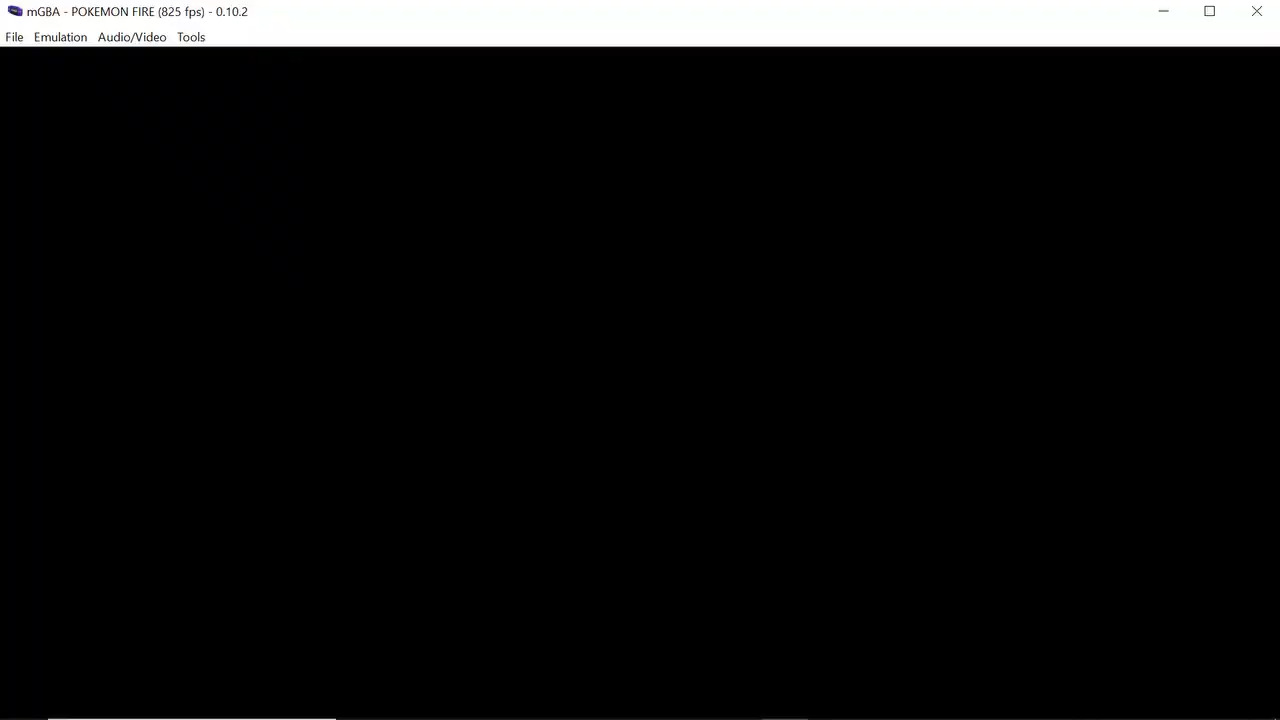 mGBA - POKEMON FIRE (825 fps) - 0.10.2
File Emulation Audio/Video Tools